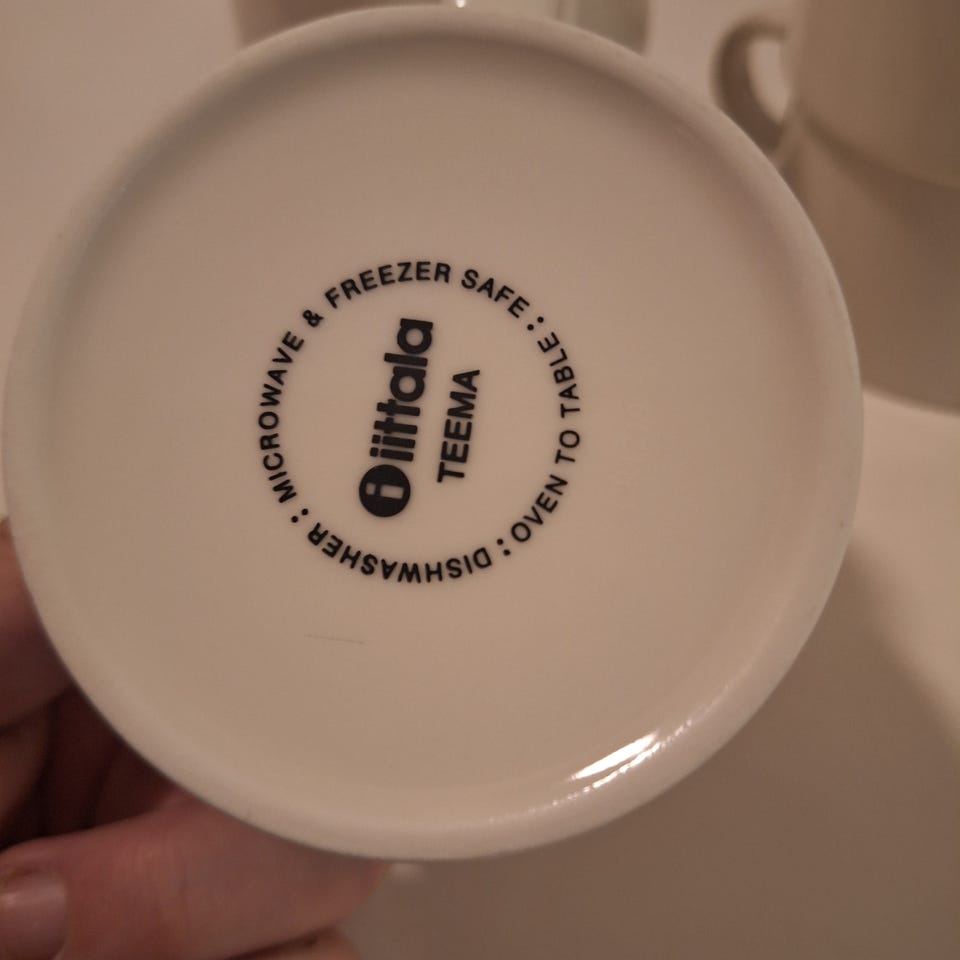 MICROWAVE & FREEZER SAFE : OVEN TO TABLE : DISHWASHER :
i iittala
TEEMA